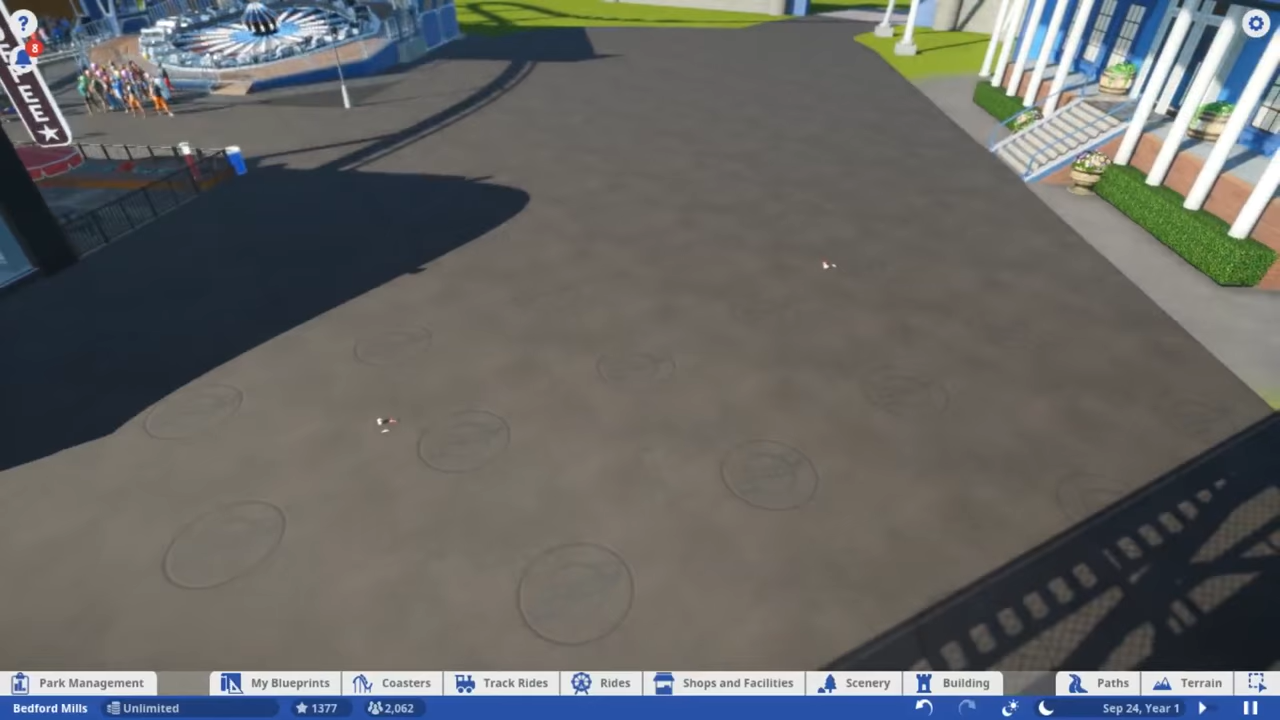 ?
8
EE
Park Management
My Blueprints
Coasters
Track Rides
Rides
Shops and Facilities
Scenery
Building
Paths
Terrain
Bedford Mills
Unlimited
1377
2,062
Sep 24, Year 1